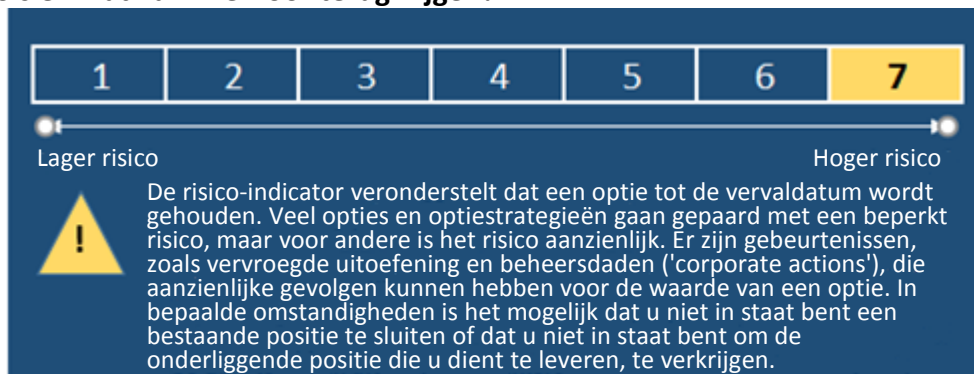 1 2 3 4 5 6 7
Lager risico Hoger risico
De risico-indicator veronderstelt dat een optie tot de vervaldatum wordt
gehouden. Veel opties en optiestrategieën gaan gepaard met een beperkt
! risico, maar voor andere is het risico aanzienlijk. Er zijn gebeurtenissen,
zoals vervroegde uitoefening en beheersdaden ('corporate actions'), die
aanzienlijke gevolgen kunnen hebben voor de waarde van een optie. In
bepaalde omstandigheden is het mogelijk dat u niet in staat bent een
bestaande positie te sluiten of dat u niet in staat bent om de
onderliggende positie die u dient te leveren, te verkrijgen.